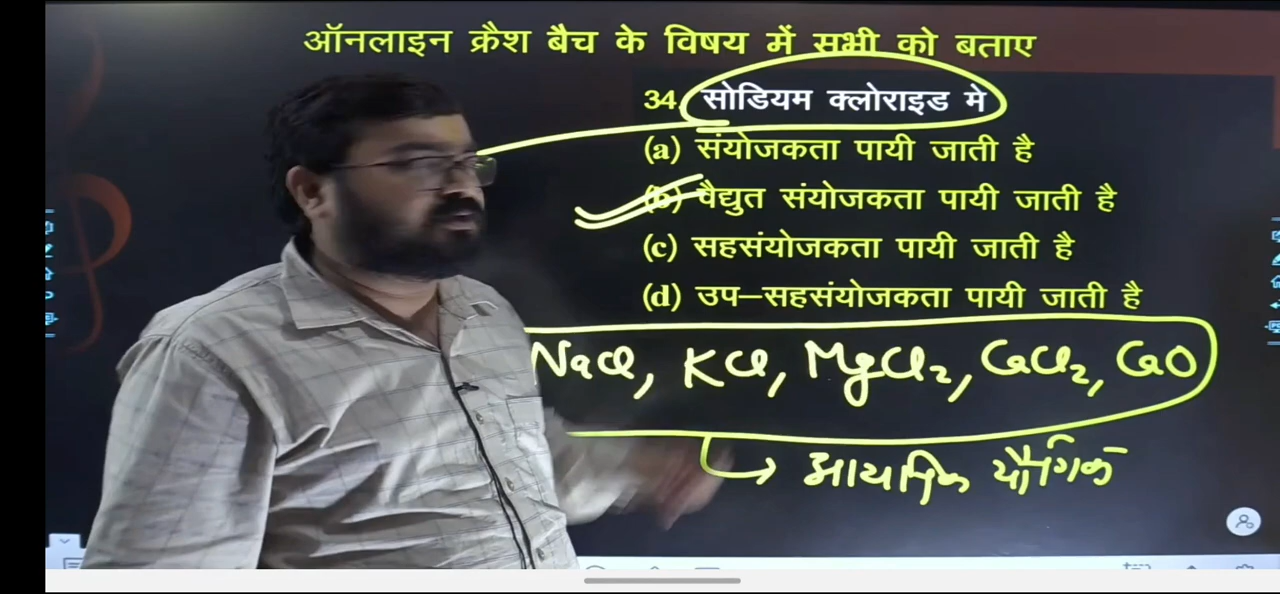 ऑनलाइन क्रैश बैच के विषय में सभी को बताए
34. सोडियम क्लोराइड मे
(a) संयोजकता पायी जाती है
(b) वैद्युत संयोजकता पायी जाती है
(c) सहसंयोजकता पायी जाती है
(d) उप–सहसंयोजकता पायी जाती है
NaCl, KCl, MgCl₂, CaCl₂, CaO
आयनिक यौगिक